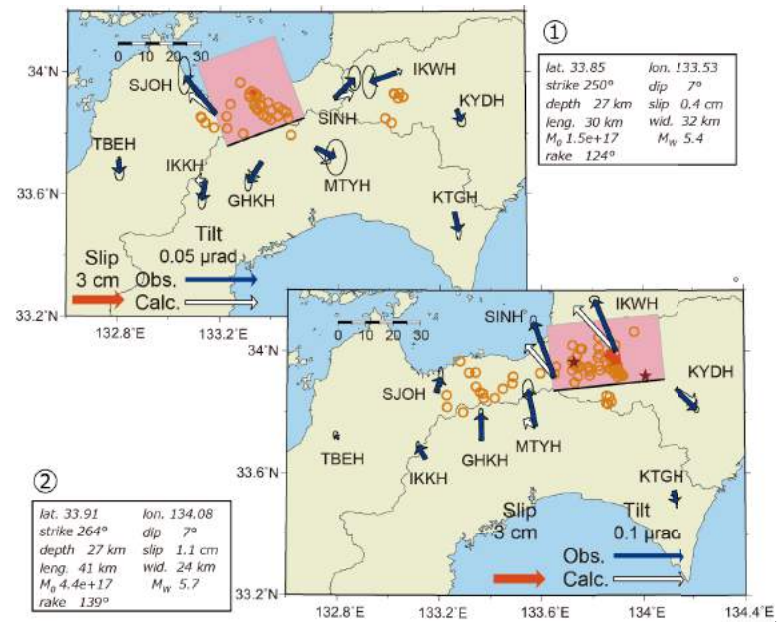 ①
0 10 20 30
34°N
33.6°N
33.2°N
132.8°E
133.2°E
SJOH
IKWH
SINH
KYDH
TBEH
IKKH
GHKH
MTYH
KTGH
Slip
3 cm
Tilt
0.05 µrad
Obs.
Calc.
lat. 33.85 lon. 133.53
strike 250° dip 7°
depth 27 km slip 0.4 cm
leng. 30 km wid. 32 km
M₀ 1.5e+17 Mw 5.4
rake 124°
②
0 10 20 30
34°N
33.6°N
33.2°N
132.8°E
133.2°E
133.6°E
134°E
134.4°E
IKWH
SINH
SJOH
KYDH
TBEH
IKKH
GHKH
MTYH
KTGH
Slip
3 cm
Tilt
0.1 µrad
Obs.
Calc.
lat. 33.91 lon. 134.08
strike 264° dip 7°
depth 27 km slip 1.1 cm
leng. 41 km wid. 24 km
M₀ 4.4e+17 Mw 5.7
rake 139°